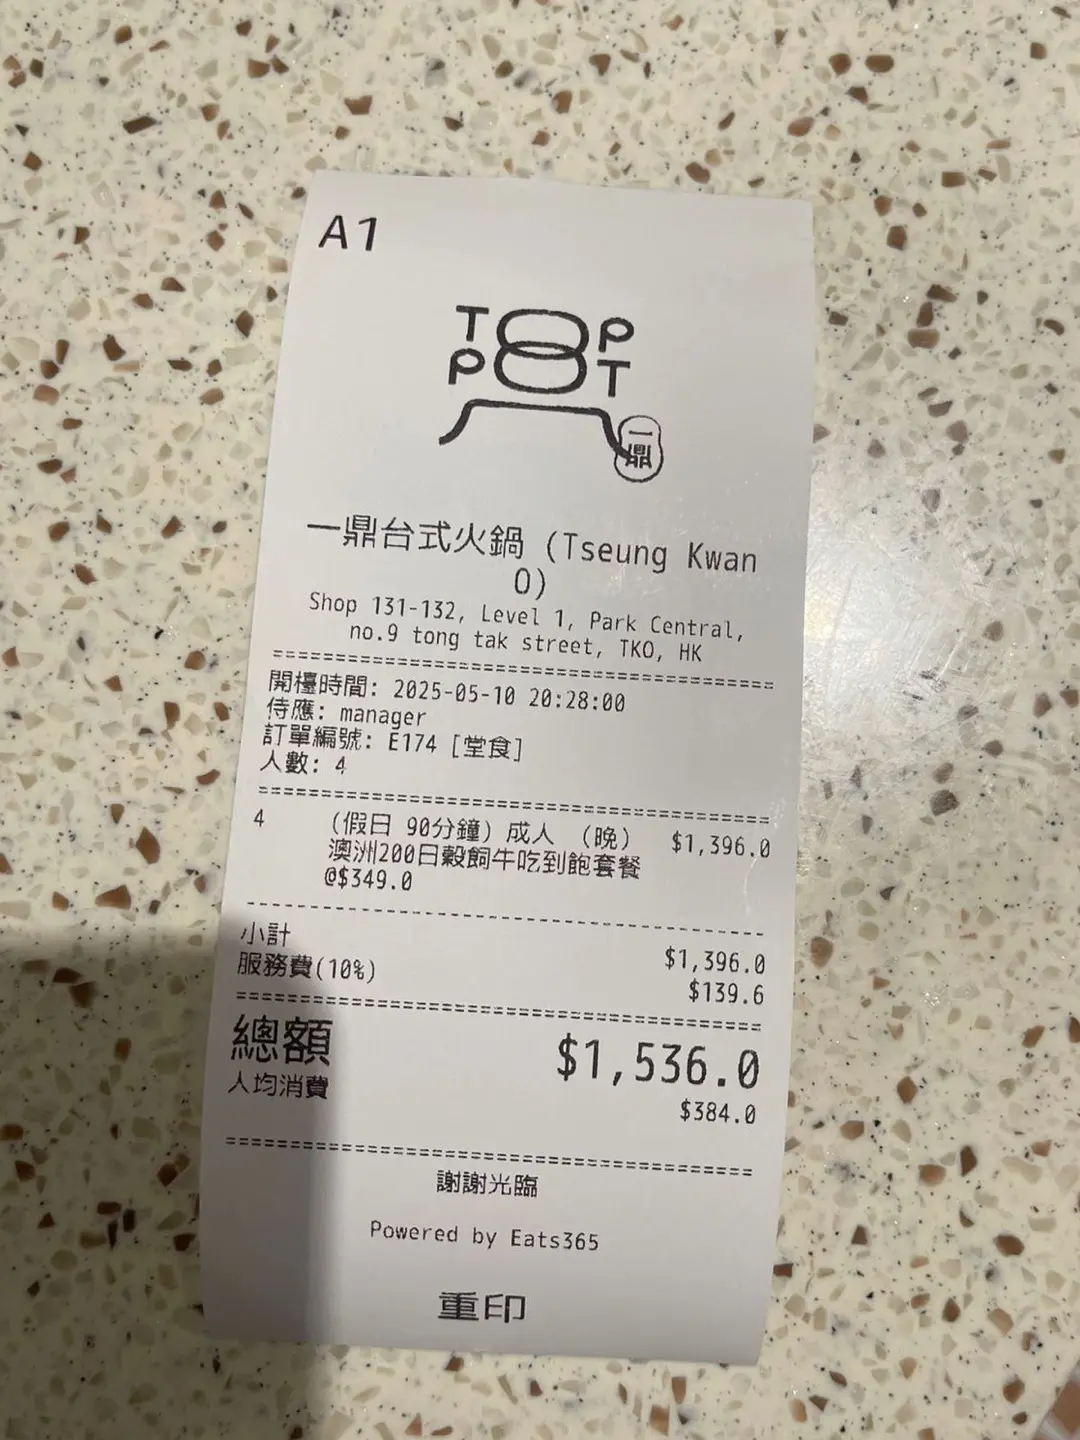 A1
TOP
POT
一鼎
一鼎台式火鍋 (Tseung Kwan
O)
Shop 131-132, Level 1, Park Central,
no.9 tong tak street, TKO, HK
開檯時間: 2025-05-10 20:28:00
侍應: manager
訂單編號: E174 [堂食]
人數: 4
4 (假日 90分鐘) 成人 (晚) $1,396.0
澳洲200日穀飼牛吃到飽套餐
@$349.0
小計 $1,396.0
服務費(10%) $139.6
總額 $1,536.0
人均消費 $384.0
謝謝光臨
Powered by Eats365
重印